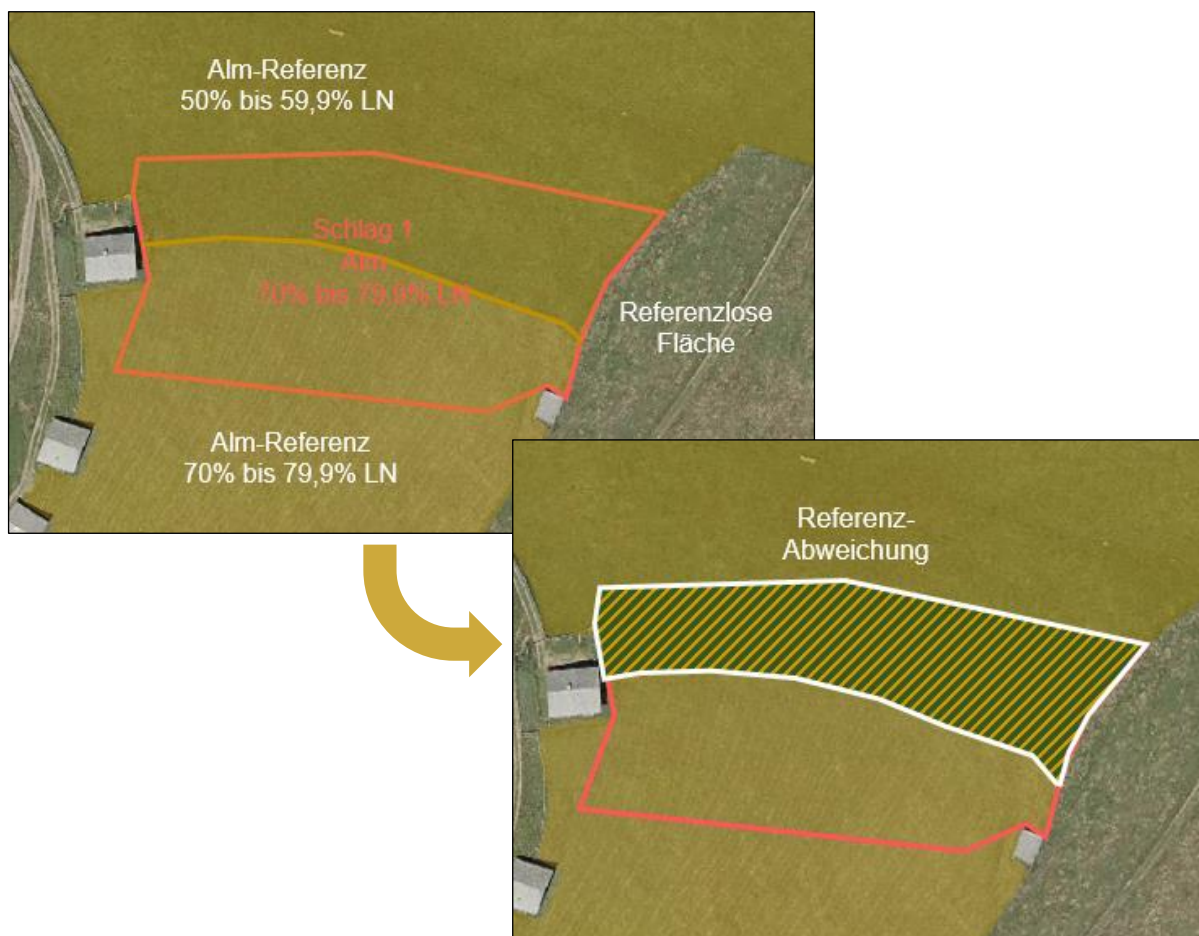 Alm-Referenz
50% bis 59,9% LN
Schlag 1
Alm
70% bis 79,9% LN
Referenzlose
Fläche
Alm-Referenz
70% bis 79,9% LN
Referenz-
Abweichung